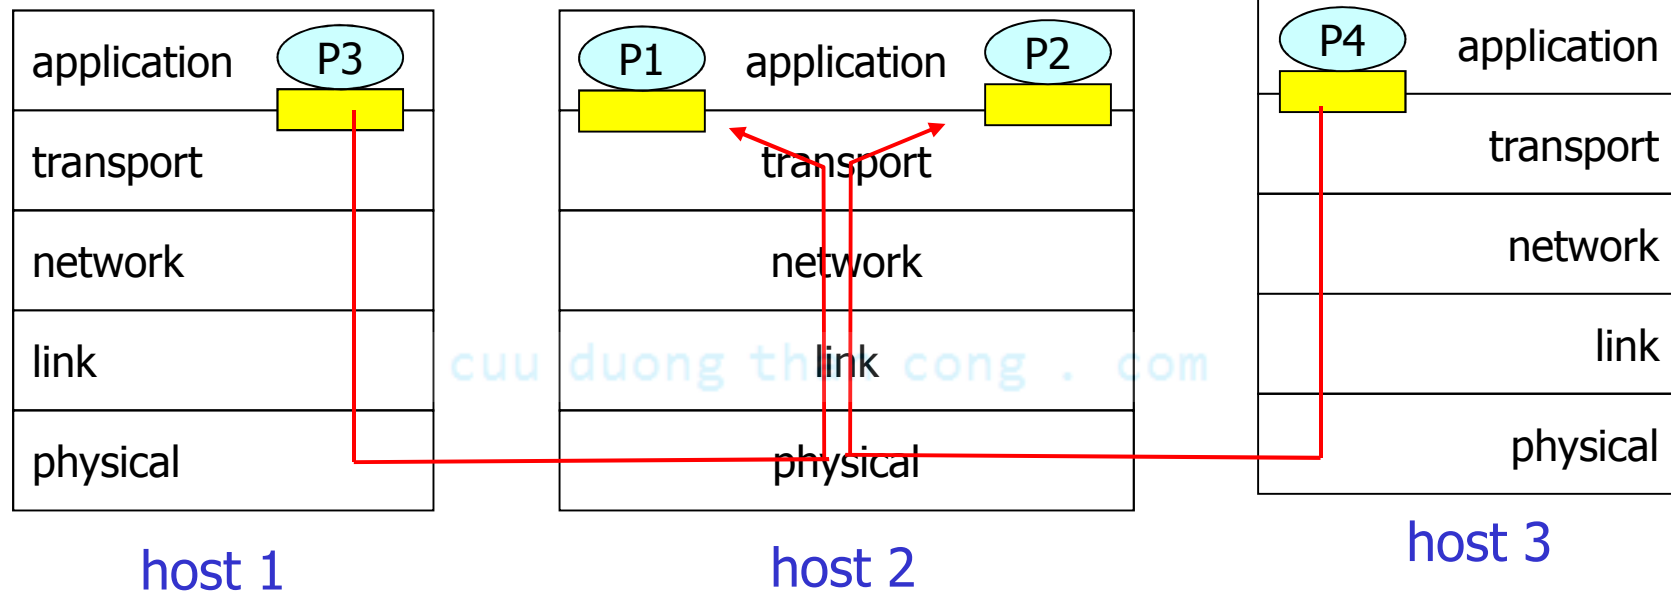 application
P3
transport
network
link
physical
host 1
P1
application
P2
transport
network
link
physical
host 2
P4
application
transport
network
link
physical
host 3
cuu duong than cong . com